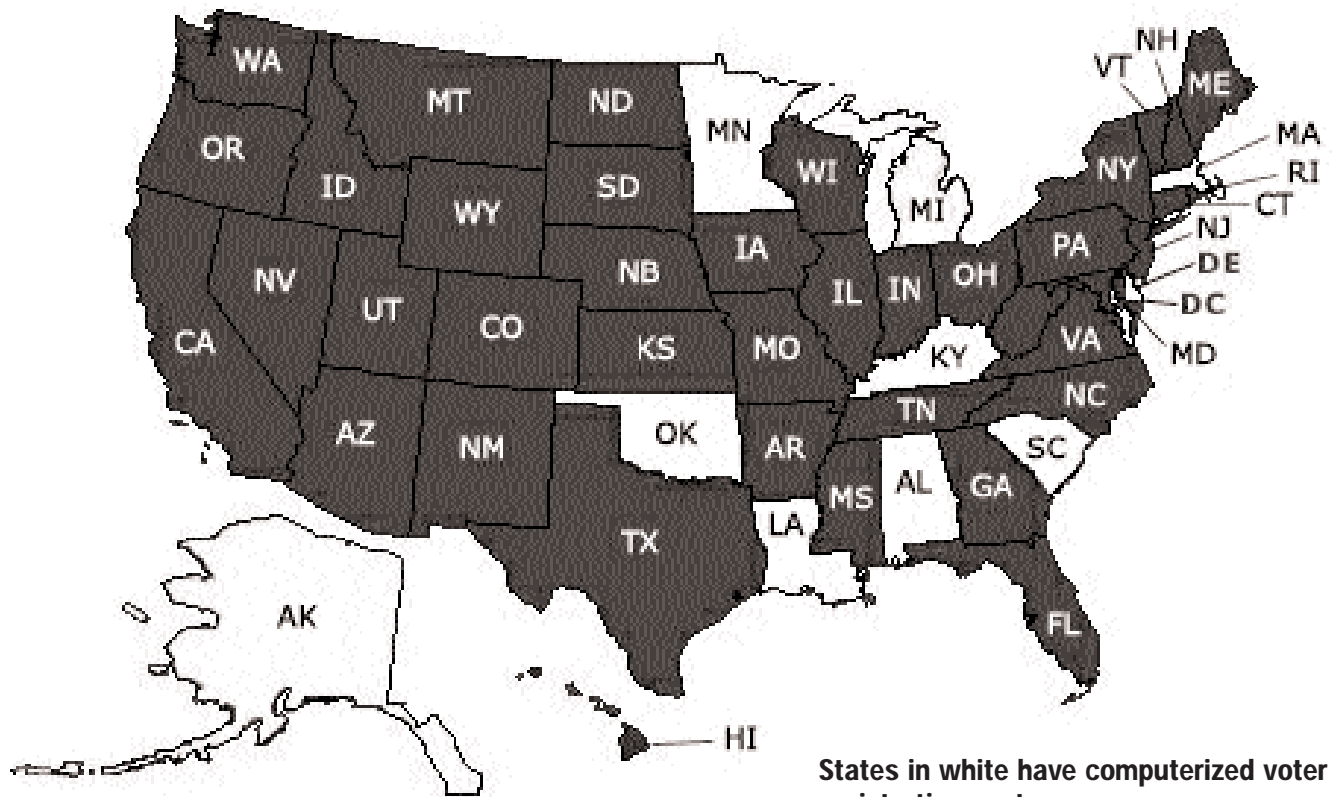 WA
MT
ND
MN
OR
ID
WY
SD
WI
MI
NY
VT
NH
ME
MA
RI
CT
NJ
DE
DC
MD
NV
UT
CO
NB
IA
IL
IN
OH
PA
CA
KS
MO
KY
VA
AZ
NM
OK
AR
TN
NC
TX
LA
MS
AL
GA
SC
AK
FL
HI
States in white have computerized voter